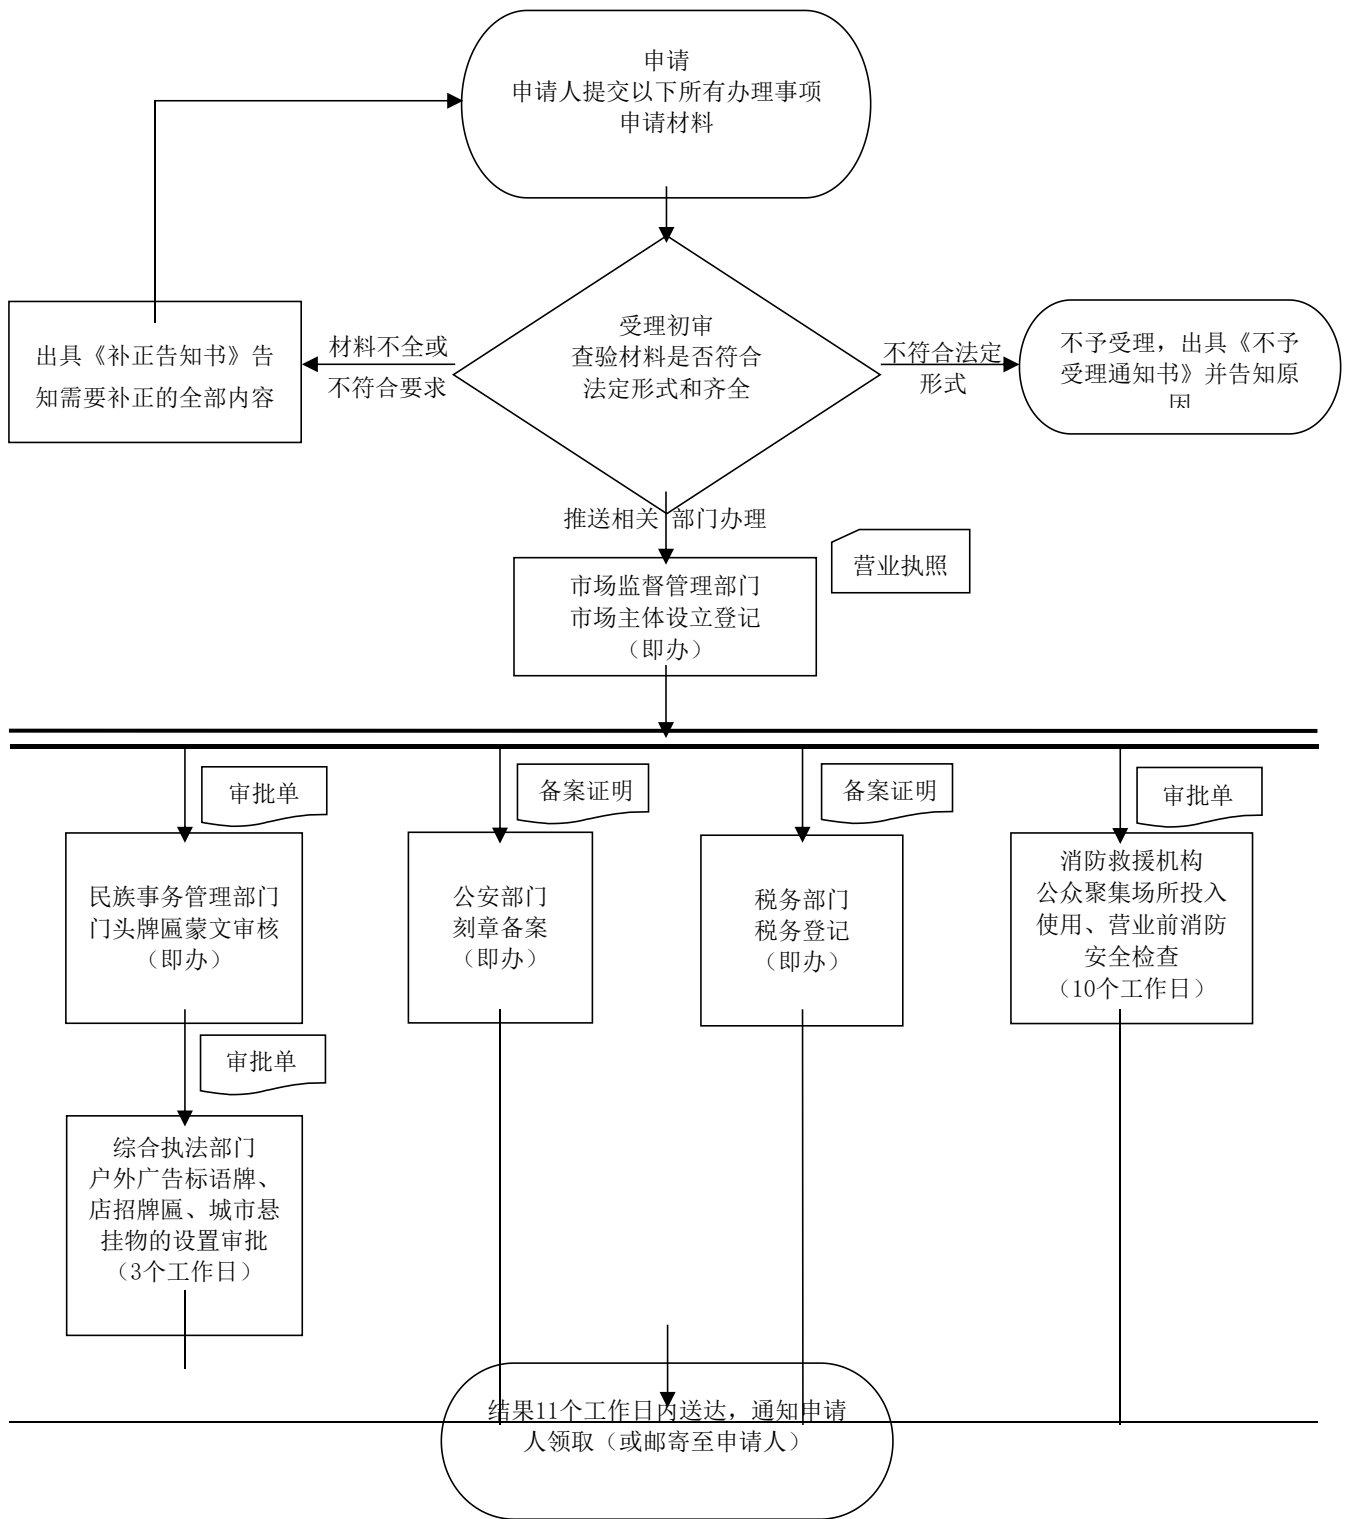 申请
申请人提交以下所有办理事项
申请材料
受理初审
查验材料是否符合
法定形式和齐全
材料不全或
不符合要求
出具《补正告知书》告
知需要补正的全部内容
不符合法定
形式
不予受理，出具《不予
受理通知书》并告知原
因
推送相关 部门办理
营业执照
市场监督管理部门
市场主体设立登记
（即办）
审批单
备案证明
备案证明
审批单
民族事务管理部门
门头牌匾蒙文审核
（即办）
公安部门
刻章备案
（即办）
税务部门
税务登记
（即办）
消防救援机构
公众聚集场所投入
使用、营业前消防
安全检查
（10个工作日）
审批单
综合执法部门
户外广告标语牌、
店招牌匾、城市悬
挂物的设置审批
（3个工作日）
结果11个工作日内送达，通知申请
人领取（或邮寄至申请人）